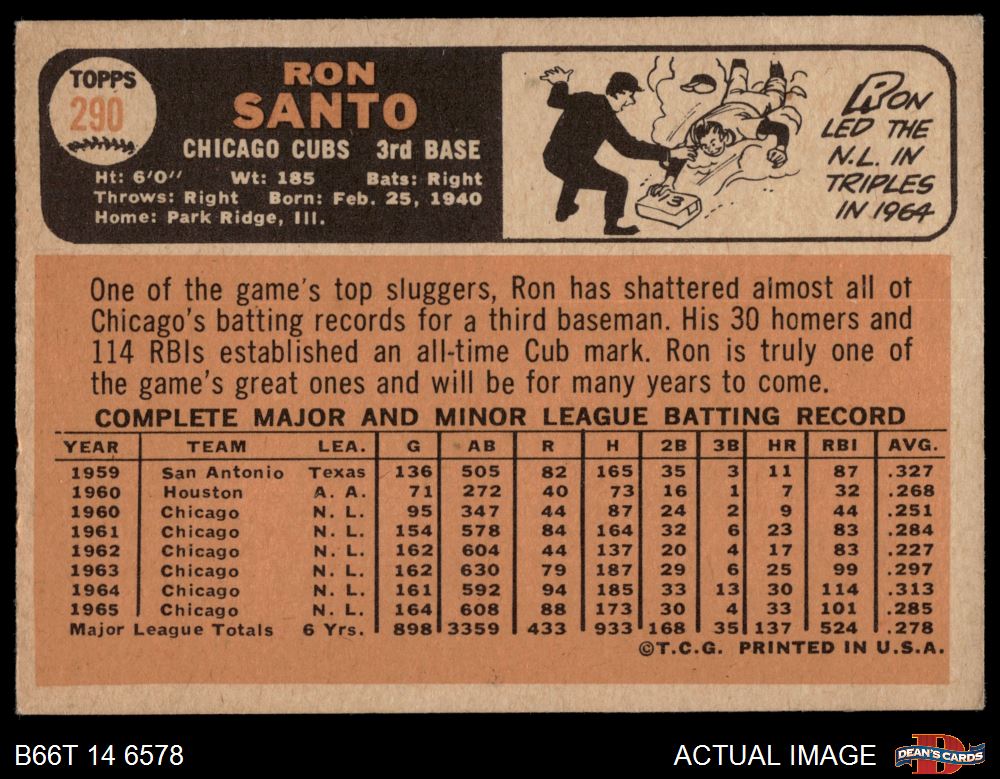 TOPPS
290
RON
SANTO
CHICAGO CUBS 3rd BASE
Ht: 6'0'' Wt: 185 Bats: Right
Throws: Right Born: Feb. 25, 1940
Home: Park Ridge, Ill.
3
RON
LED THE
N.L. IN
TRIPLES
IN 1964
One of the game's top sluggers, Ron has shattered almost all of
Chicago's batting records for a third baseman. His 30 homers and
114 RBIs established an all-time Cub mark. Ron is truly one of
the game's great ones and will be for many years to come.
COMPLETE MAJOR AND MINOR LEAGUE BATTING RECORD
YEAR TEAM LEA. G AB R H 2B 3B HR RBI AVG.
1959 San Antonio Texas 136 505 82 165 35 3 11 87 .327
1960 Houston A. A. 71 272 40 73 16 1 7 32 .268
1960 Chicago N. L. 95 347 44 87 24 2 9 44 .251
1961 Chicago N. L. 154 578 84 164 32 6 23 83 .284
1962 Chicago N. L. 162 604 44 137 20 4 17 83 .227
1963 Chicago N. L. 162 630 79 187 29 6 25 99 .297
1964 Chicago N. L. 161 592 94 185 33 13 30 114 .313
1965 Chicago N. L. 164 608 88 173 30 4 33 101 .285
Major League Totals 6 Yrs. 898 3359 433 933 168 35 137 524 .278
©T.C.G. PRINTED IN U.S.A.
B66T 14 6578 ACTUAL IMAGE
DEAN'S CARDS